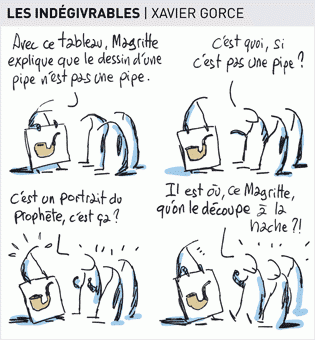 LES INDÉGIVRABLES | XAVIER GORCE
Avec ce tableau, Magritte
explique que le dessin d'une
pipe n'est pas une pipe.
C'est quoi, si
c'est pas une pipe ?
C'est un portrait du
Prophète, c'est ça ?
Il est où, ce Magritte,
qu'on le découpe à la
hache ?!